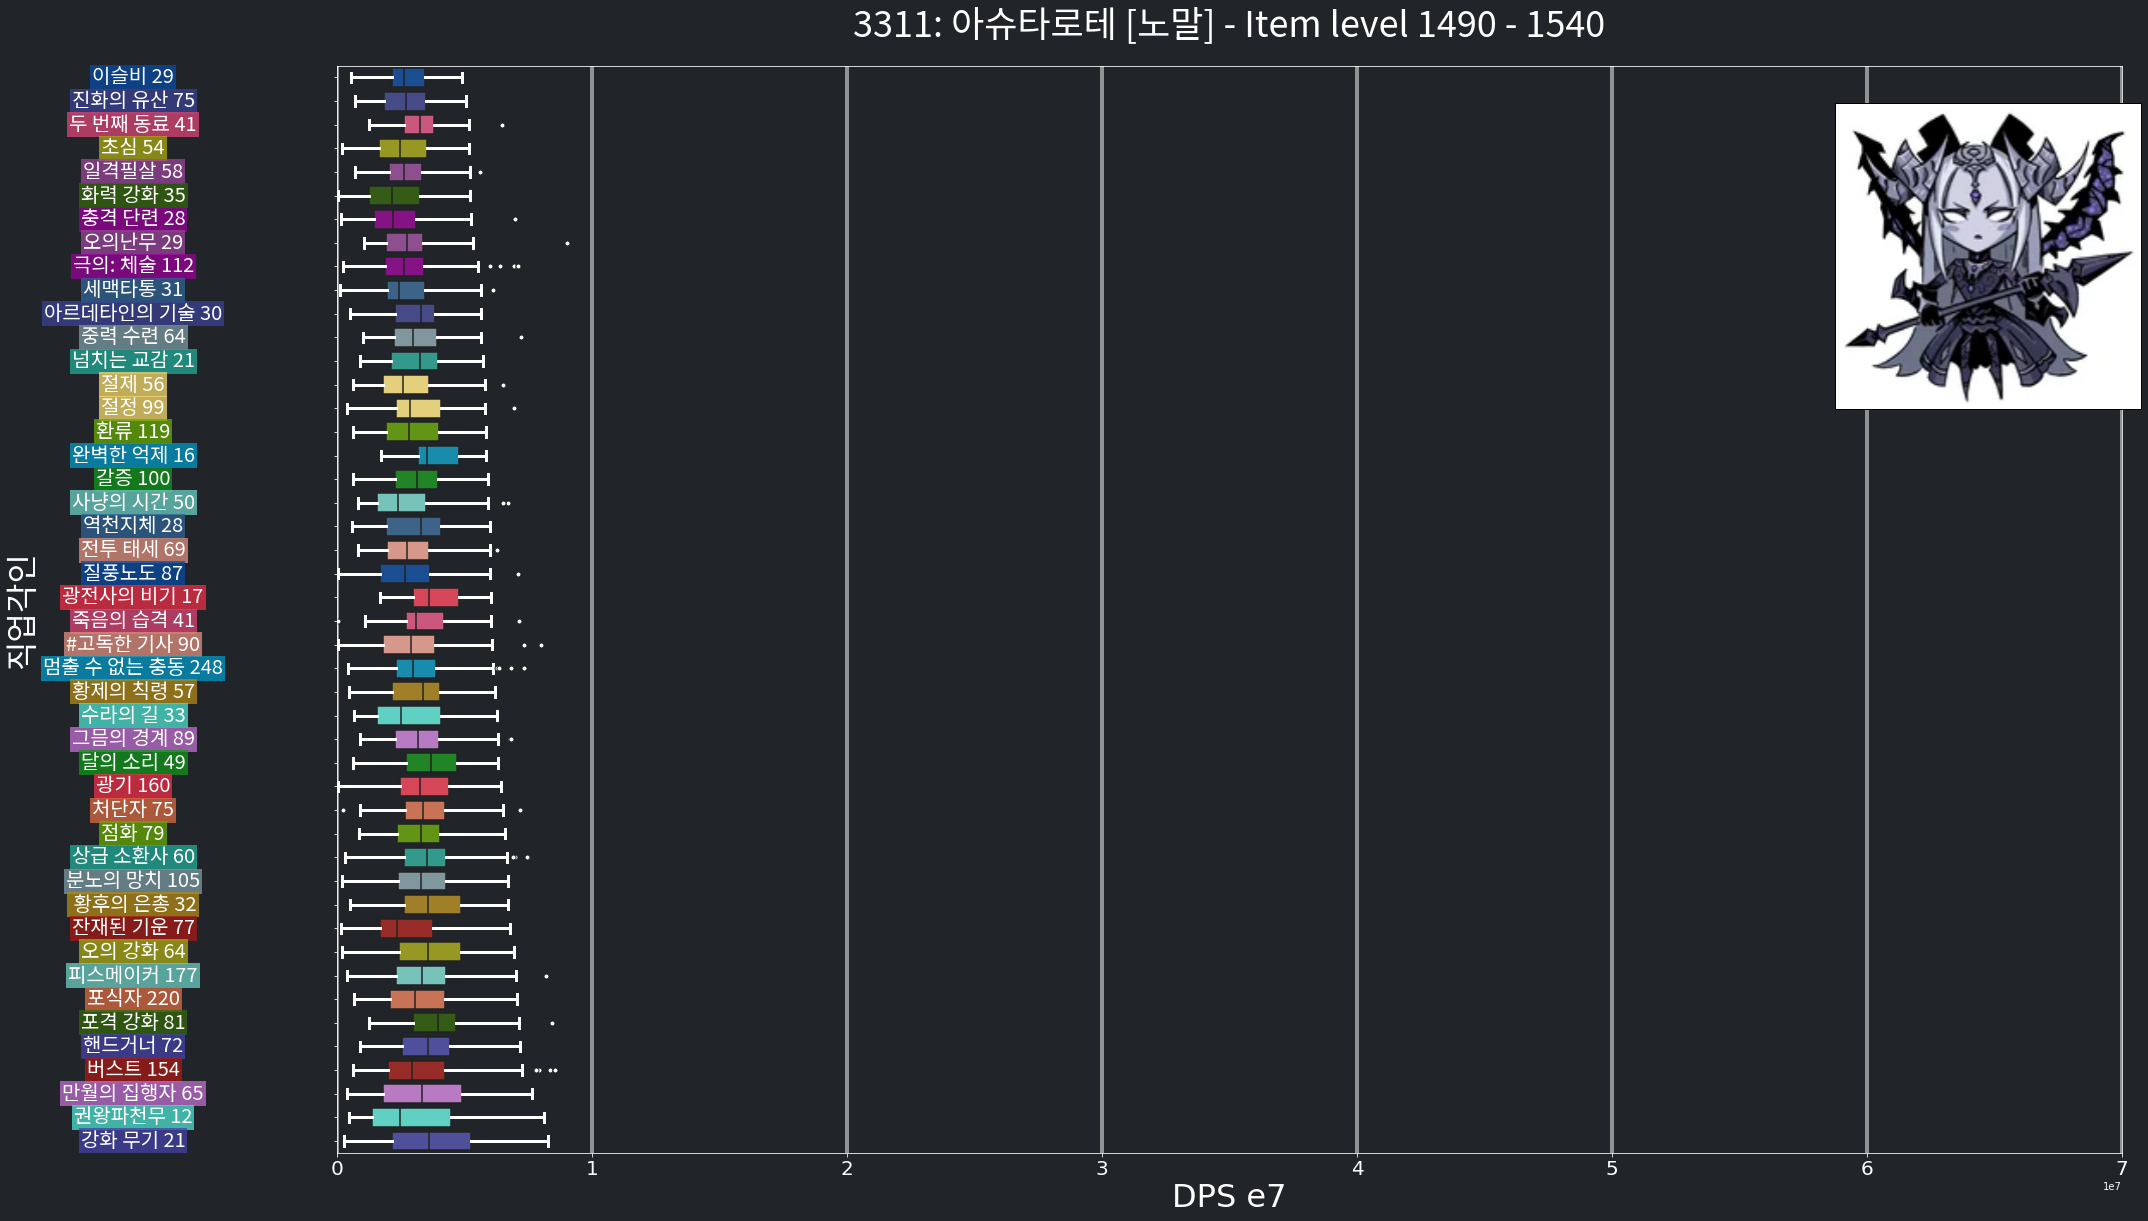 3311: 아슈타로테 [노말] - Item level 1490 - 1540
이슬비 29
진화의 유산 75
두 번째 동료 41
초심 54
일격필살 58
화력 강화 35
충격 단련 28
오의난무 29
극의: 체술 112
세맥타통 31
아르데타인의 기술 30
중력 수련 64
넘치는 교감 21
절제 56
절정 99
환류 119
완벽한 억제 16
갈증 100
사냥의 시간 50
역천지체 28
전투 태세 69
질풍노도 87
광전사의 비기 17
죽음의 습격 41
#고독한 기사 90
멈출 수 없는 충동 248
황제의 칙령 57
수라의 길 33
그믐의 경계 89
달의 소리 49
광기 160
처단자 75
점화 79
상급 소환사 60
분노의 망치 105
황후의 은총 32
잔재된 기운 77
오의 강화 64
피스메이커 177
포식자 220
포격 강화 81
핸드거너 72
버스트 154
만월의 집행자 65
권왕파천무 12
강화 무기 21
직업각인
0 1 2 3 4 5 6 7
1e7
DPS e7